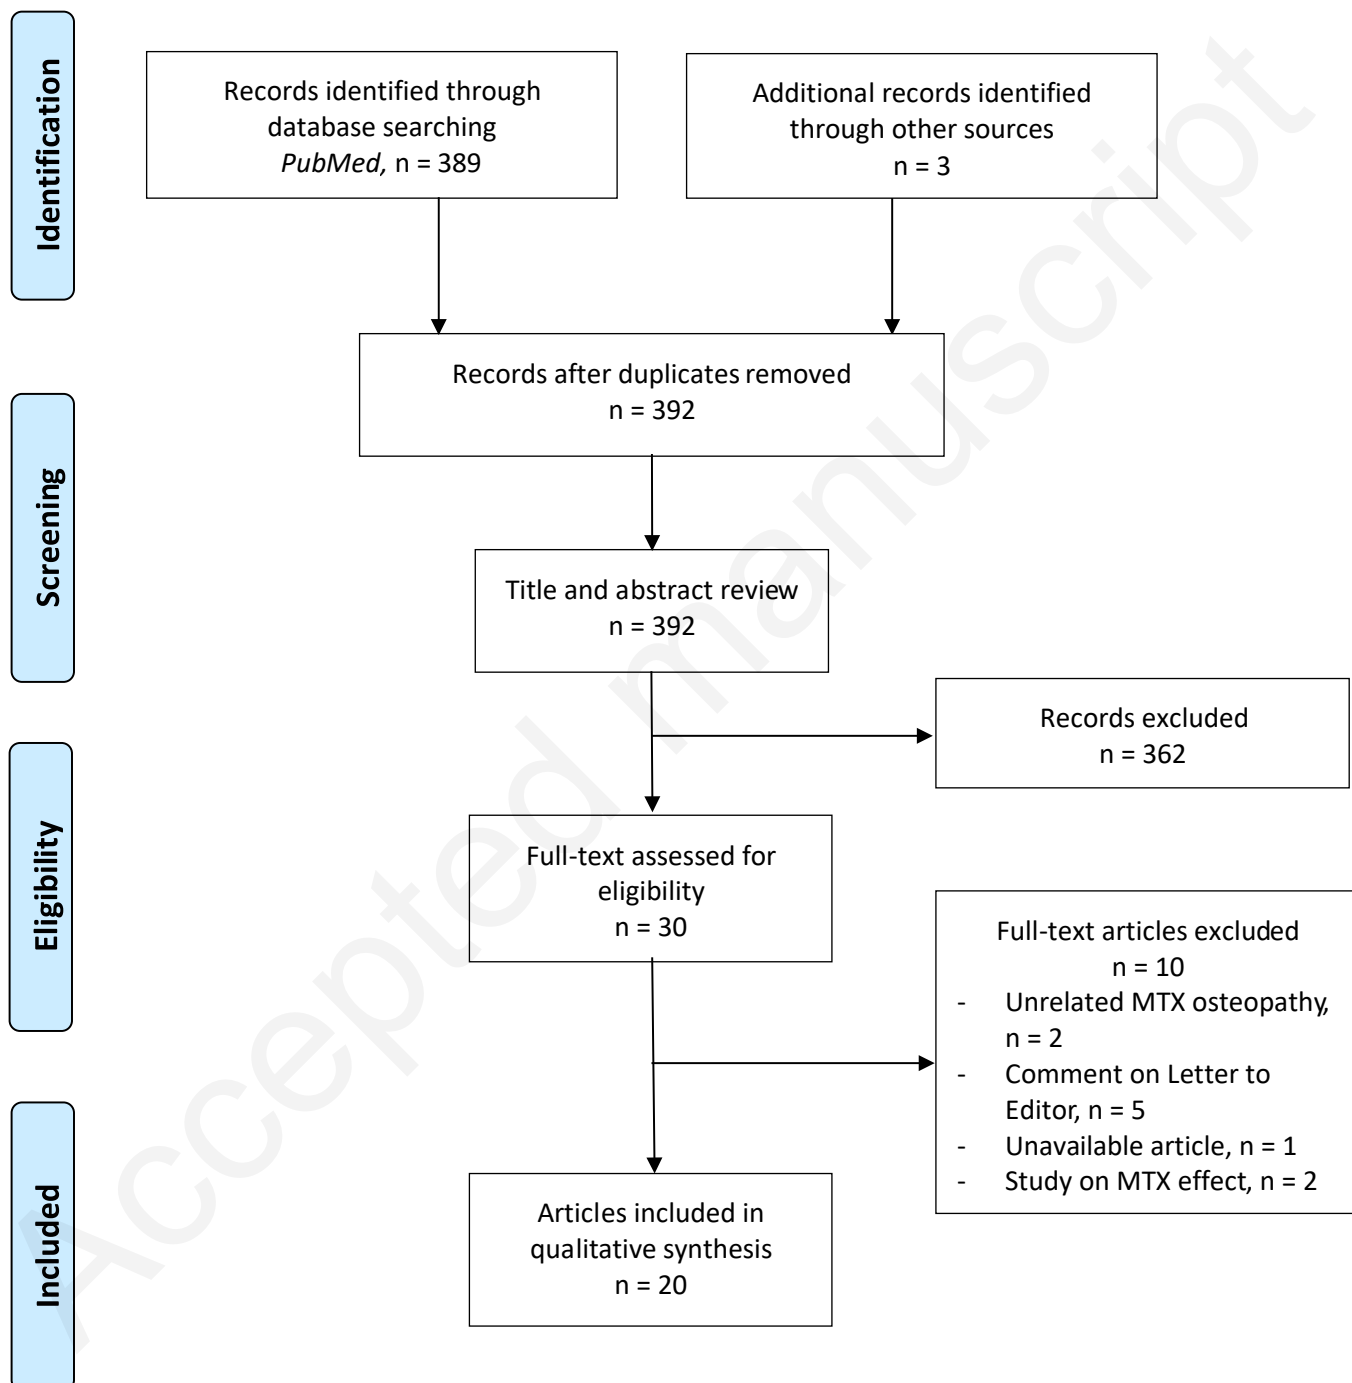 Identification
Records identified through
database searching
PubMed, n = 389
Additional records identified
through other sources
n = 3
Records after duplicates removed
n = 392
Screening
Title and abstract review
n = 392
Records excluded
n = 362
Eligibility
Full-text assessed for
eligibility
n = 30
Full-text articles excluded
n = 10
- Unrelated MTX osteopathy,
n = 2
- Comment on Letter to
Editor, n = 5
- Unavailable article, n = 1
- Study on MTX effect, n = 2
Included
Articles included in
qualitative synthesis
n = 20
Accepted manuscript